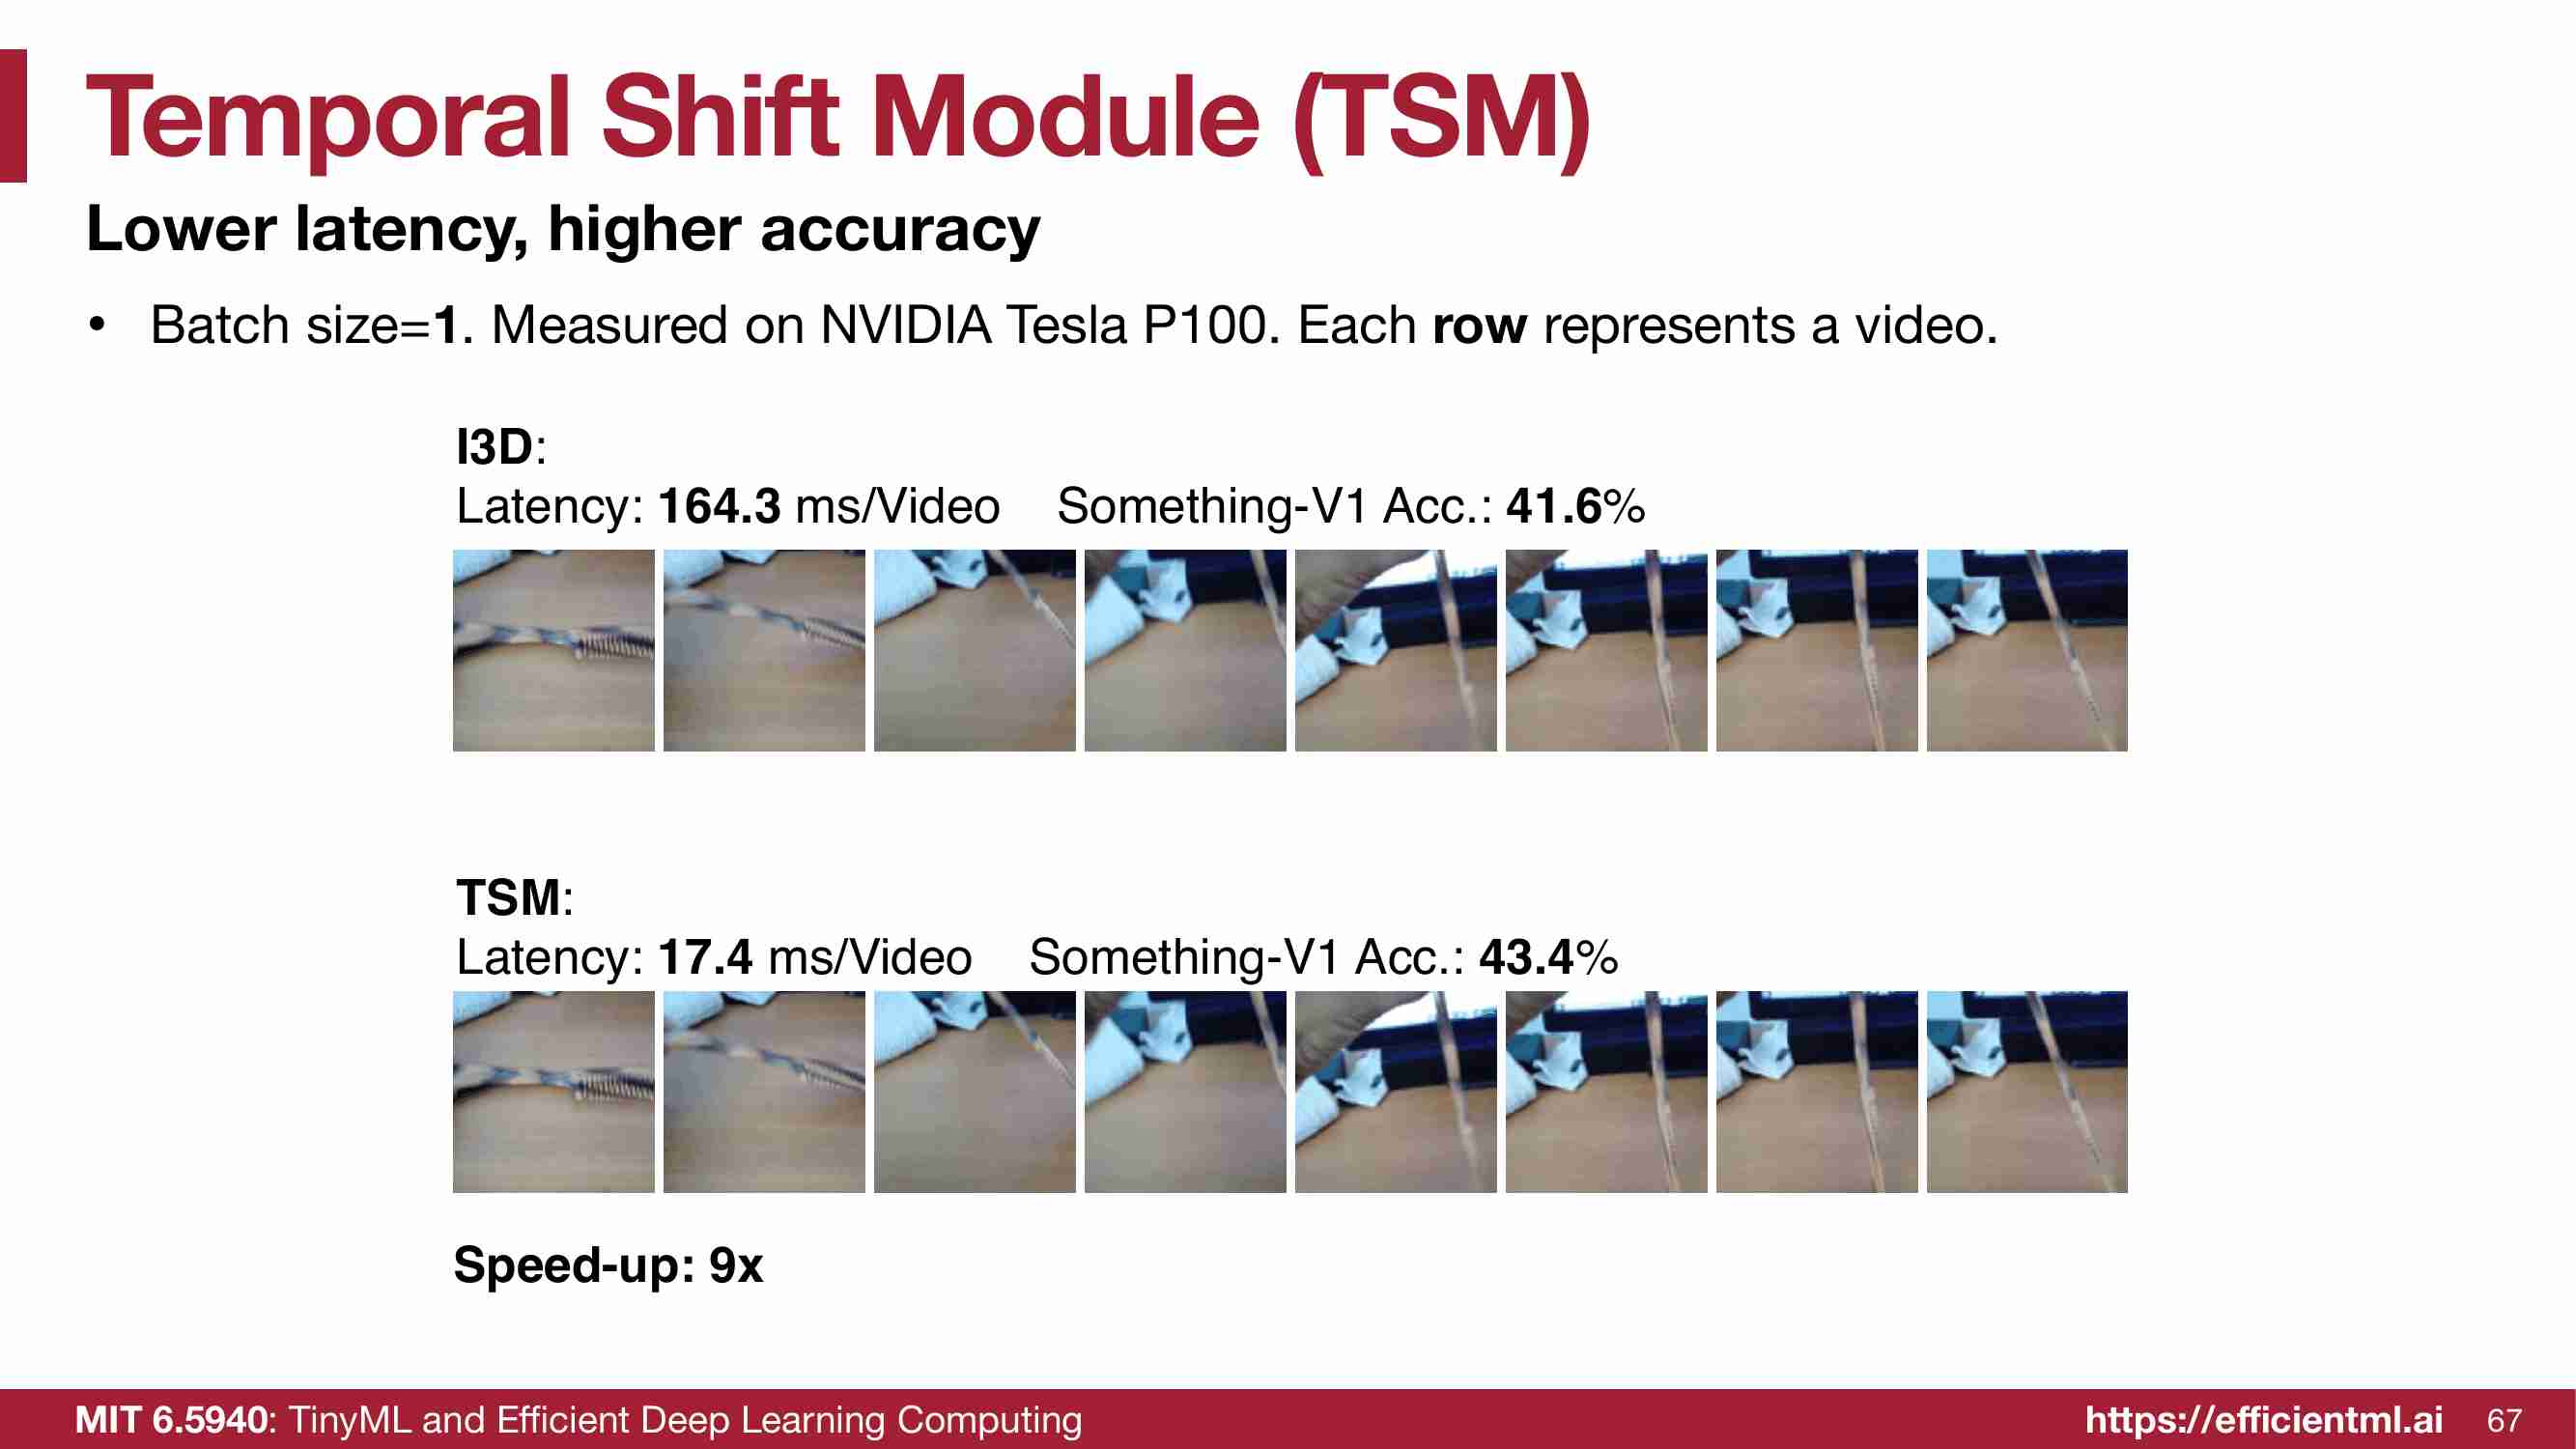 Temporal Shift Module (TSM)
Lower latency, higher accuracy
• Batch size=1. Measured on NVIDIA Tesla P100. Each row represents a video.
I3D:
Latency: 164.3 ms/Video Something-V1 Acc.: 41.6%
TSM:
Latency: 17.4 ms/Video Something-V1 Acc.: 43.4%
Speed-up: 9x
MIT 6.5940: TinyML and Efficient Deep Learning Computing
https://efficientml.ai 67